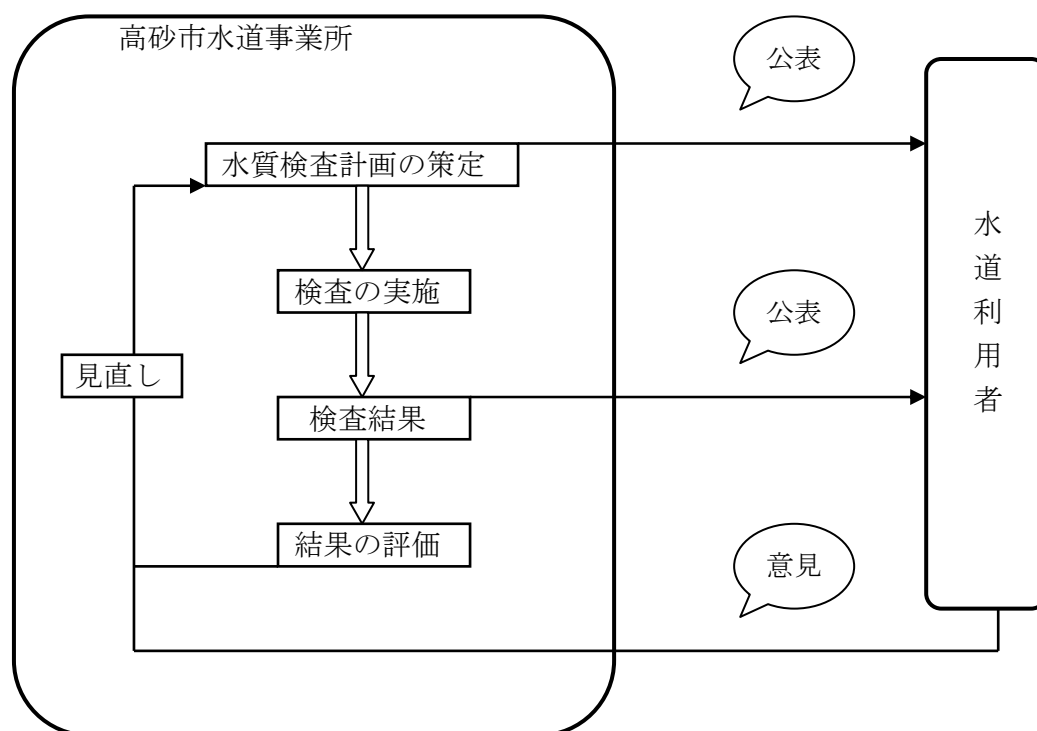 高砂市水道事業所
公表
水質検査計画の策定
検査の実施
公表
見直し
検査結果
結果の評価
意見
水道利用者